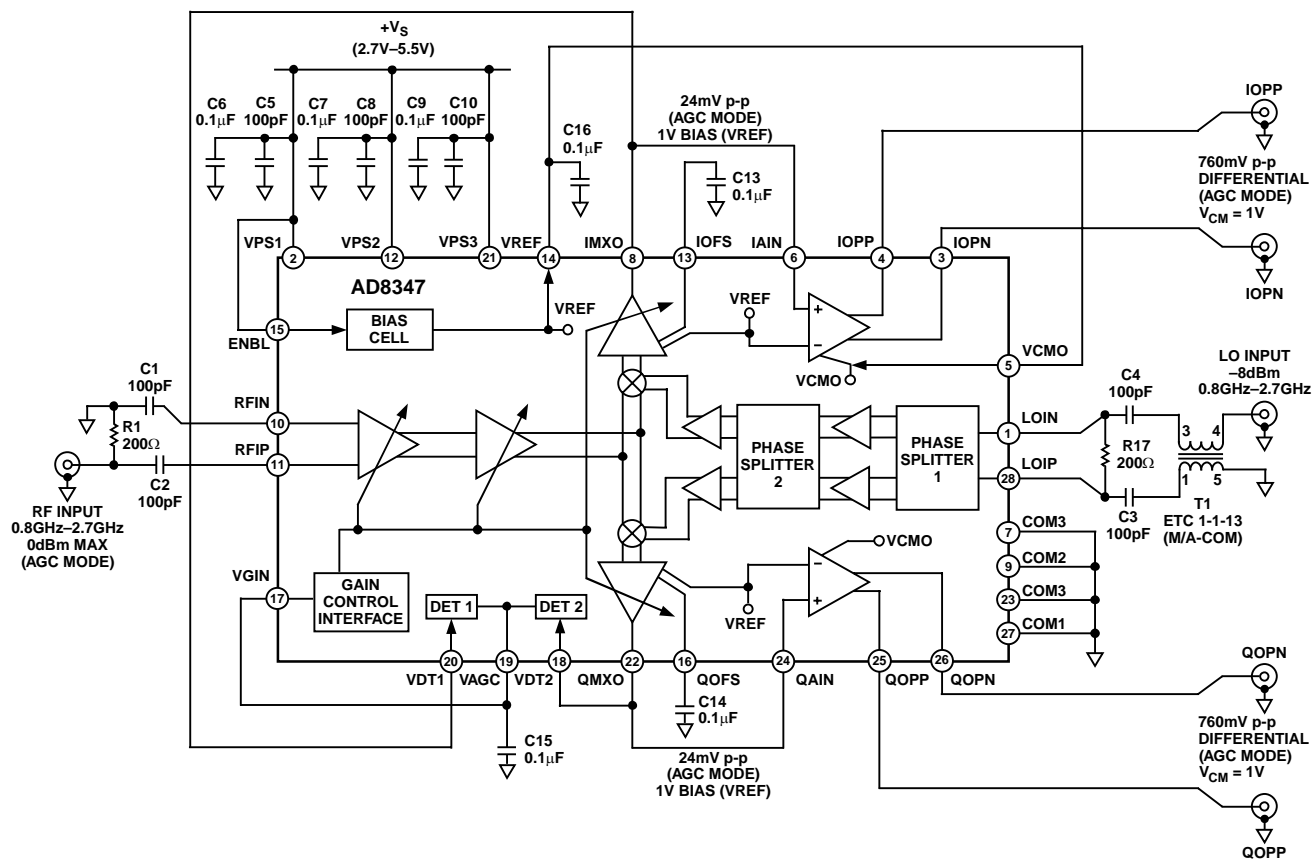 +VS
(2.7V–5.5V)
C6
0.1μF
C5
100pF
C7
0.1μF
C8
100pF
C9
0.1μF
C10
100pF
C16
0.1μF
24mV p-p
(AGC MODE)
1V BIAS (VREF)
C13
0.1μF
IOPP
760mV p-p
DIFFERENTIAL
(AGC MODE)
VCM = 1V
IOPN
VPS1
VPS2
VPS3
VREF
IMXO
IOFS
IAIN
IOPP
IOPN
2
12
21
14
8
13
6
4
3
AD8347
BIAS
CELL
VREF
VREF
+
–
VCMO
15
ENBL
5
VCMO
LO INPUT
–8dBm
0.8GHz–2.7GHz
C1
100pF
R1
200Ω
C2
100pF
RFIN
10
RFIP
11
RF INPUT
0.8GHz–2.7GHz
0dBm MAX
(AGC MODE)
PHASE
SPLITTER
2
PHASE
SPLITTER
1
1
LOIN
28
LOIP
C4
100pF
R17
200Ω
C3
100pF
3
4
1
5
T1
ETC 1-1-13
(M/A-COM)
7
COM3
9
COM2
23
COM3
27
COM1
VGIN
17
GAIN
CONTROL
INTERFACE
DET 1
DET 2
VREF
VCMO
–
+
20
19
18
22
16
24
25
26
VDT1
VAGC
VDT2
QMXO
QOFS
QAIN
QOPP
QOPN
C14
0.1μF
C15
0.1μF
24mV p-p
(AGC MODE)
1V BIAS (VREF)
QOPN
760mV p-p
DIFFERENTIAL
(AGC MODE)
VCM = 1V
QOPP